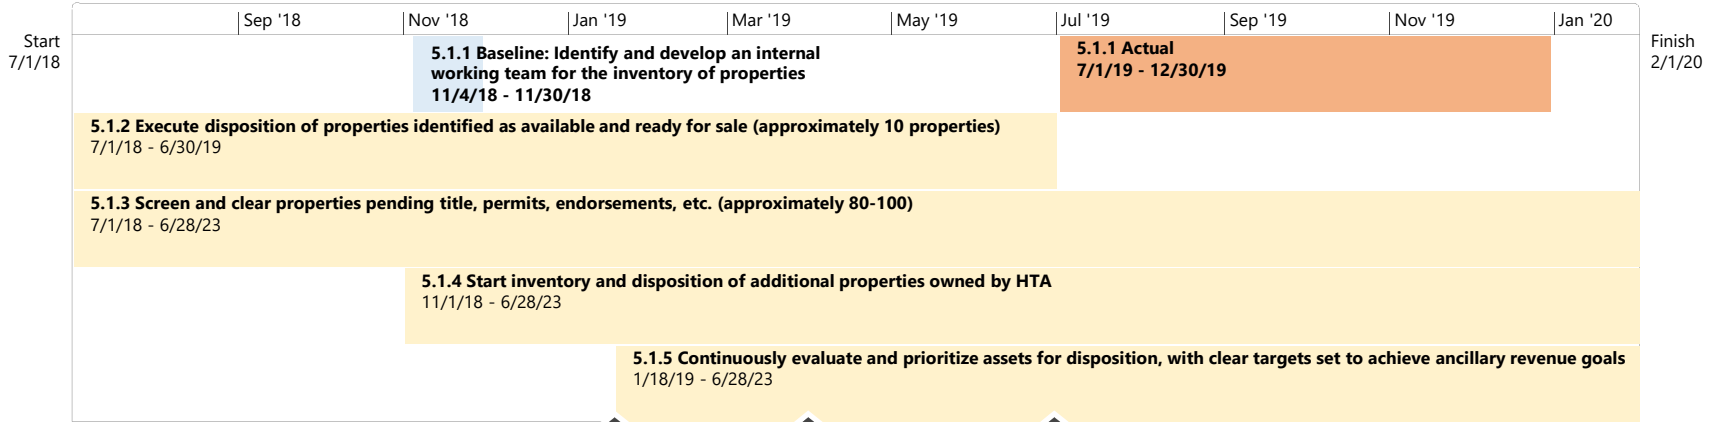 Sep '18
Nov '18
Jan '19
Mar '19
May '19
Jul '19
Sep '19
Nov '19
Jan '20
Start
7/1/18
Finish
2/1/20
5.1.1 Baseline: Identify and develop an internal
working team for the inventory of properties
11/4/18 - 11/30/18
5.1.1 Actual
7/1/19 - 12/30/19
5.1.2 Execute disposition of properties identified as available and ready for sale (approximately 10 properties)
7/1/18 - 6/30/19
5.1.3 Screen and clear properties pending title, permits, endorsements, etc. (approximately 80-100)
7/1/18 - 6/28/23
5.1.4 Start inventory and disposition of additional properties owned by HTA
11/1/18 - 6/28/23
5.1.5 Continuously evaluate and prioritize assets for disposition, with clear targets set to achieve ancillary revenue goals
1/18/19 - 6/28/23